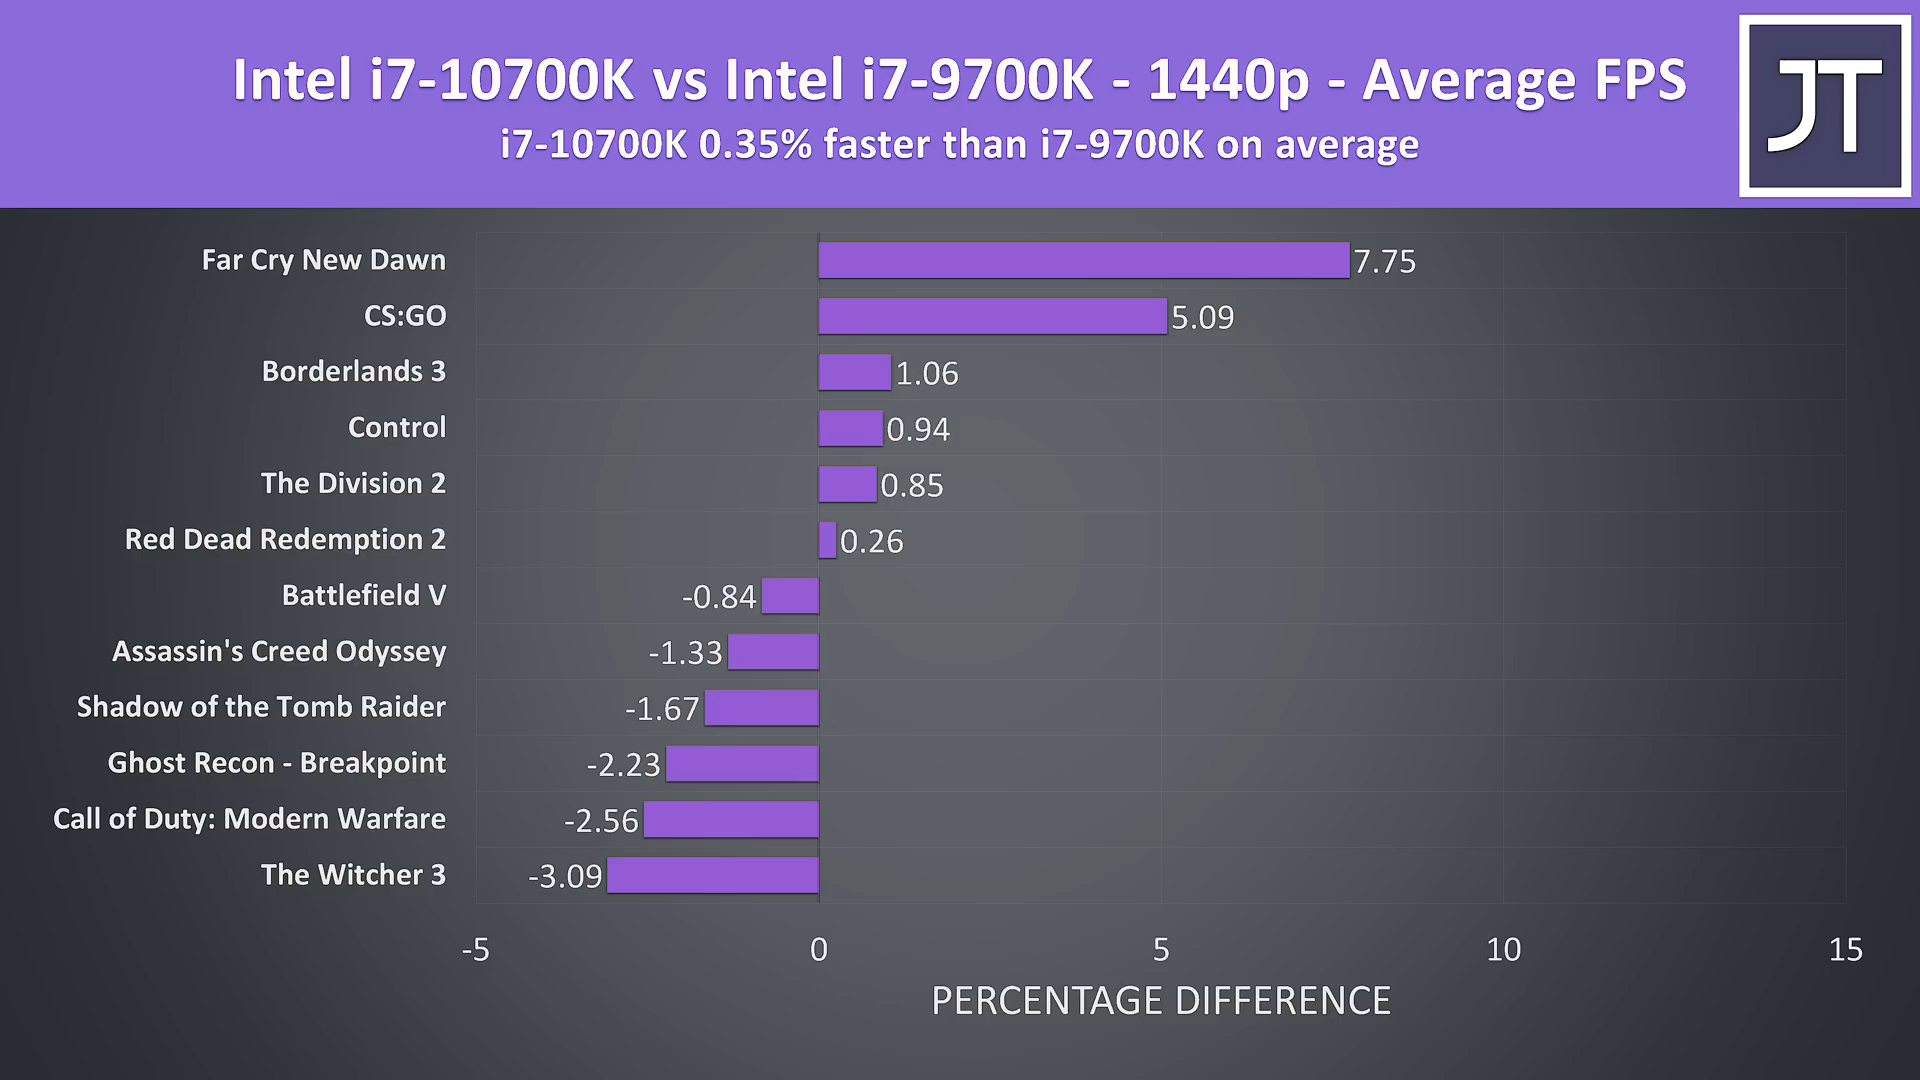 Intel i7-10700K vs Intel i7-9700K - 1440p - Average FPS
i7-10700K 0.35% faster than i7-9700K on average
JT
Far Cry New Dawn 7.75
CS:GO 5.09
Borderlands 3 1.06
Control 0.94
The Division 2 0.85
Red Dead Redemption 2 0.26
Battlefield V -0.84
Assassin's Creed Odyssey -1.33
Shadow of the Tomb Raider -1.67
Ghost Recon - Breakpoint -2.23
Call of Duty: Modern Warfare -2.56
The Witcher 3 -3.09
-5 0 5 10 15
PERCENTAGE DIFFERENCE